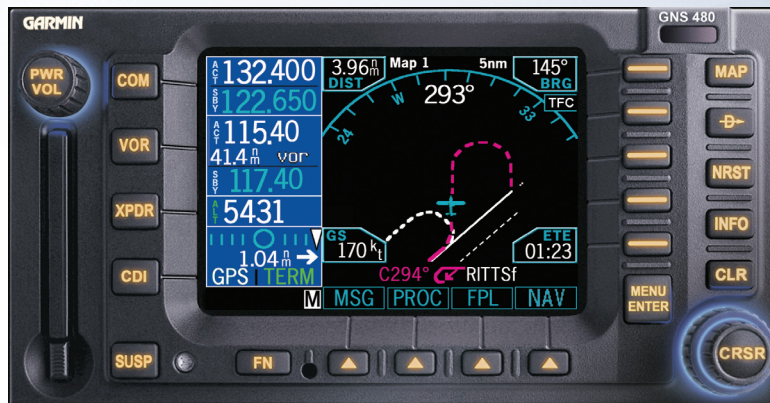 GARMIN
GNS 480
PWR
VOL
COM
VOR
XPDR
CDI
SUSP
FN
ACT 132.400
SBY 122.650
ACT 115.40
41.4 nm vor
SBY 117.40
ALT 5431
1.04 nm
GPS TERM
3.96 nm Map 1 5nm 145°
DIST BRG
293° TFC
24 W 33
GS ETE
170 kt 01:23
C294° RITTSf
M MSG PROC FPL NAV
MAP
D
NRST
INFO
CLR
MENU
ENTER
CRSR